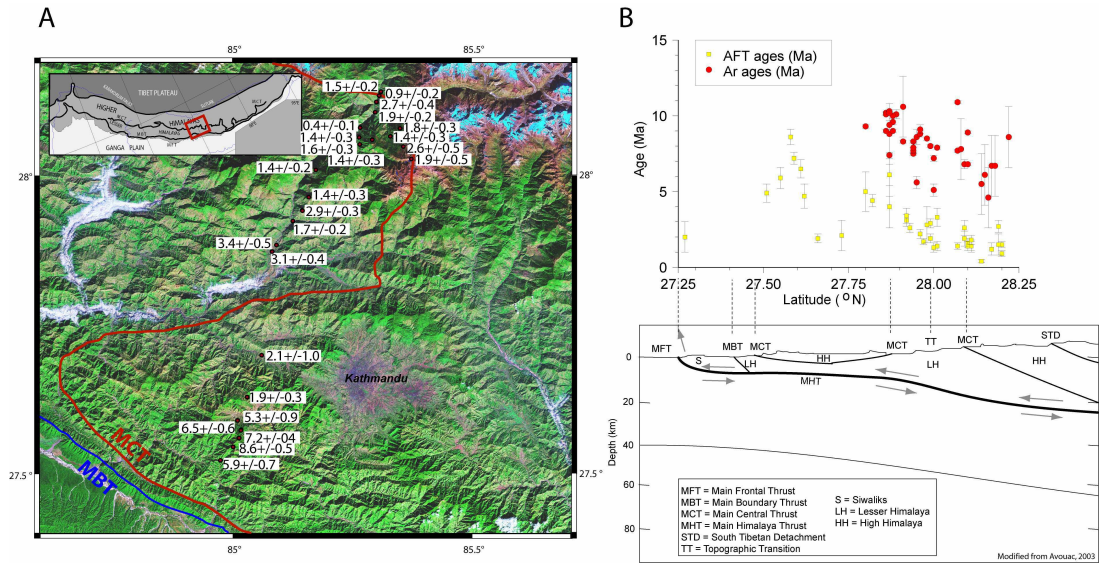 A
85°
85.5°
TIBET PLATEAU
HIGHER
HIMALAYAS
GANGA PLAIN
28°
1.5+/-0.2
0.9+/-0.2
2.7+/-0.4
1.9+/-0.2
0.4+/-0.1
1.8+/-0.3
1.4+/-0.3
1.4+/-0.3
1.6+/-0.3
2.6+/-0.5
1.4+/-0.3
1.9+/-0.5
1.4+/-0.2
1.4+/-0.3
2.9+/-0.3
1.7+/-0.2
3.4+/-0.5
3.1+/-0.4
2.1+/-1.0
Kathmandu
1.9+/-0.3
5.3+/-0.9
6.5+/-0.6
7.2+/-04
8.6+/-0.5
5.9+/-0.7
MCT
MBT
28°
27.5°
27.5°
85°
85.5°
B
AFT ages (Ma)
Ar ages (Ma)
Age (Ma)
15
10
5
0
27.25 27.50 27.75 28.00 28.25
Latitude ( O N)
MFT MBT MCT MCT TT MCT STD
S LH HH LH HH
MHT
Depth (km)
0
20
40
60
80
MFT = Main Frontal Thrust
MBT = Main Boundary Thrust
MCT = Main Central Thrust
MHT = Main Himalaya Thrust
STD = South Tibetan Detachment
TT = Topographic Transition
S = Siwaliks
LH = Lesser Himalaya
HH = High Himalaya
Modified from Avouac, 2003